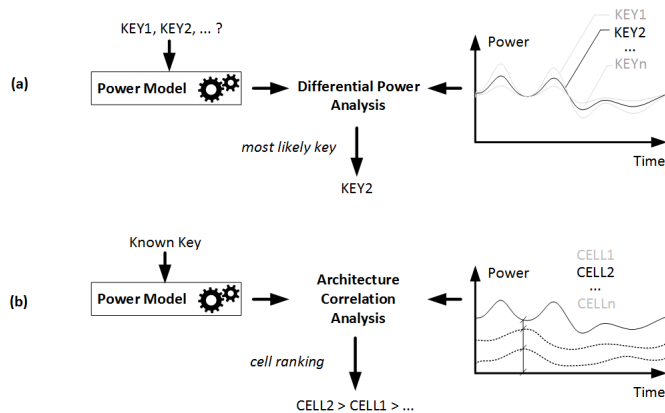 KEY1, KEY2, ... ?
(a)
Power Model
Differential Power
Analysis
Power
KEY1
KEY2
...
KEYn
Time
most likely key
KEY2
Known Key
(b)
Power Model
Architecture
Correlation
Analysis
Power
CELL1
CELL2
...
CELLn
Time
cell ranking
CELL2 > CELL1 > ...